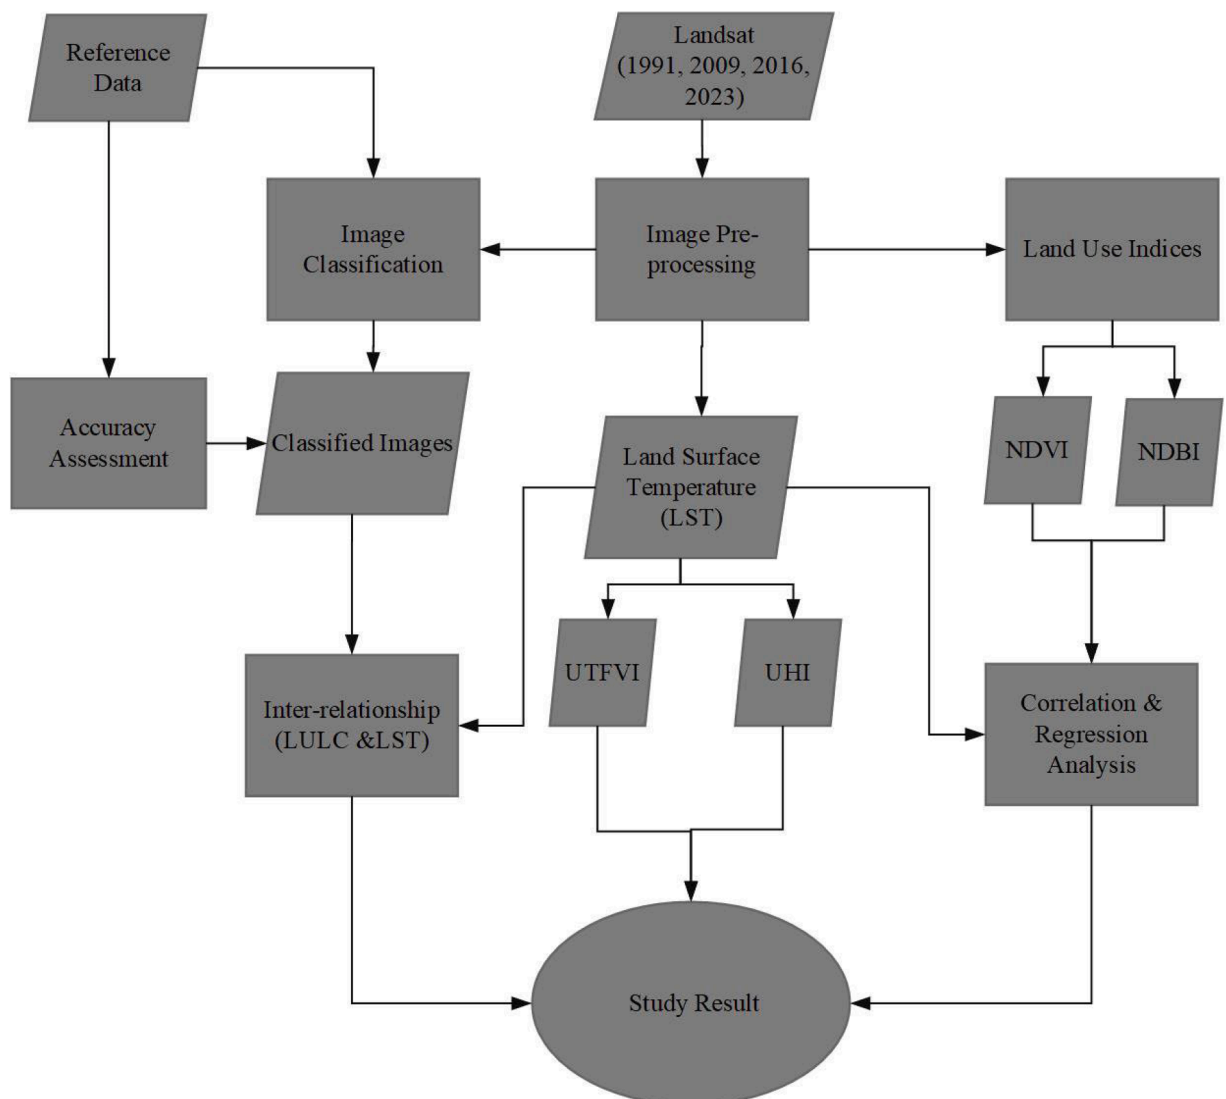 Reference
Data
Landsat
(1991, 2009, 2016,
2023)
Image
Classification
Image Pre-
processing
Land Use Indices
Accuracy
Assessment
Classified Images
Land Surface
Temperature
(LST)
NDVI
NDBI
UTFVI
UHI
Inter-relationship
(LULC &LST)
Correlation &
Regression
Analysis
Study Result